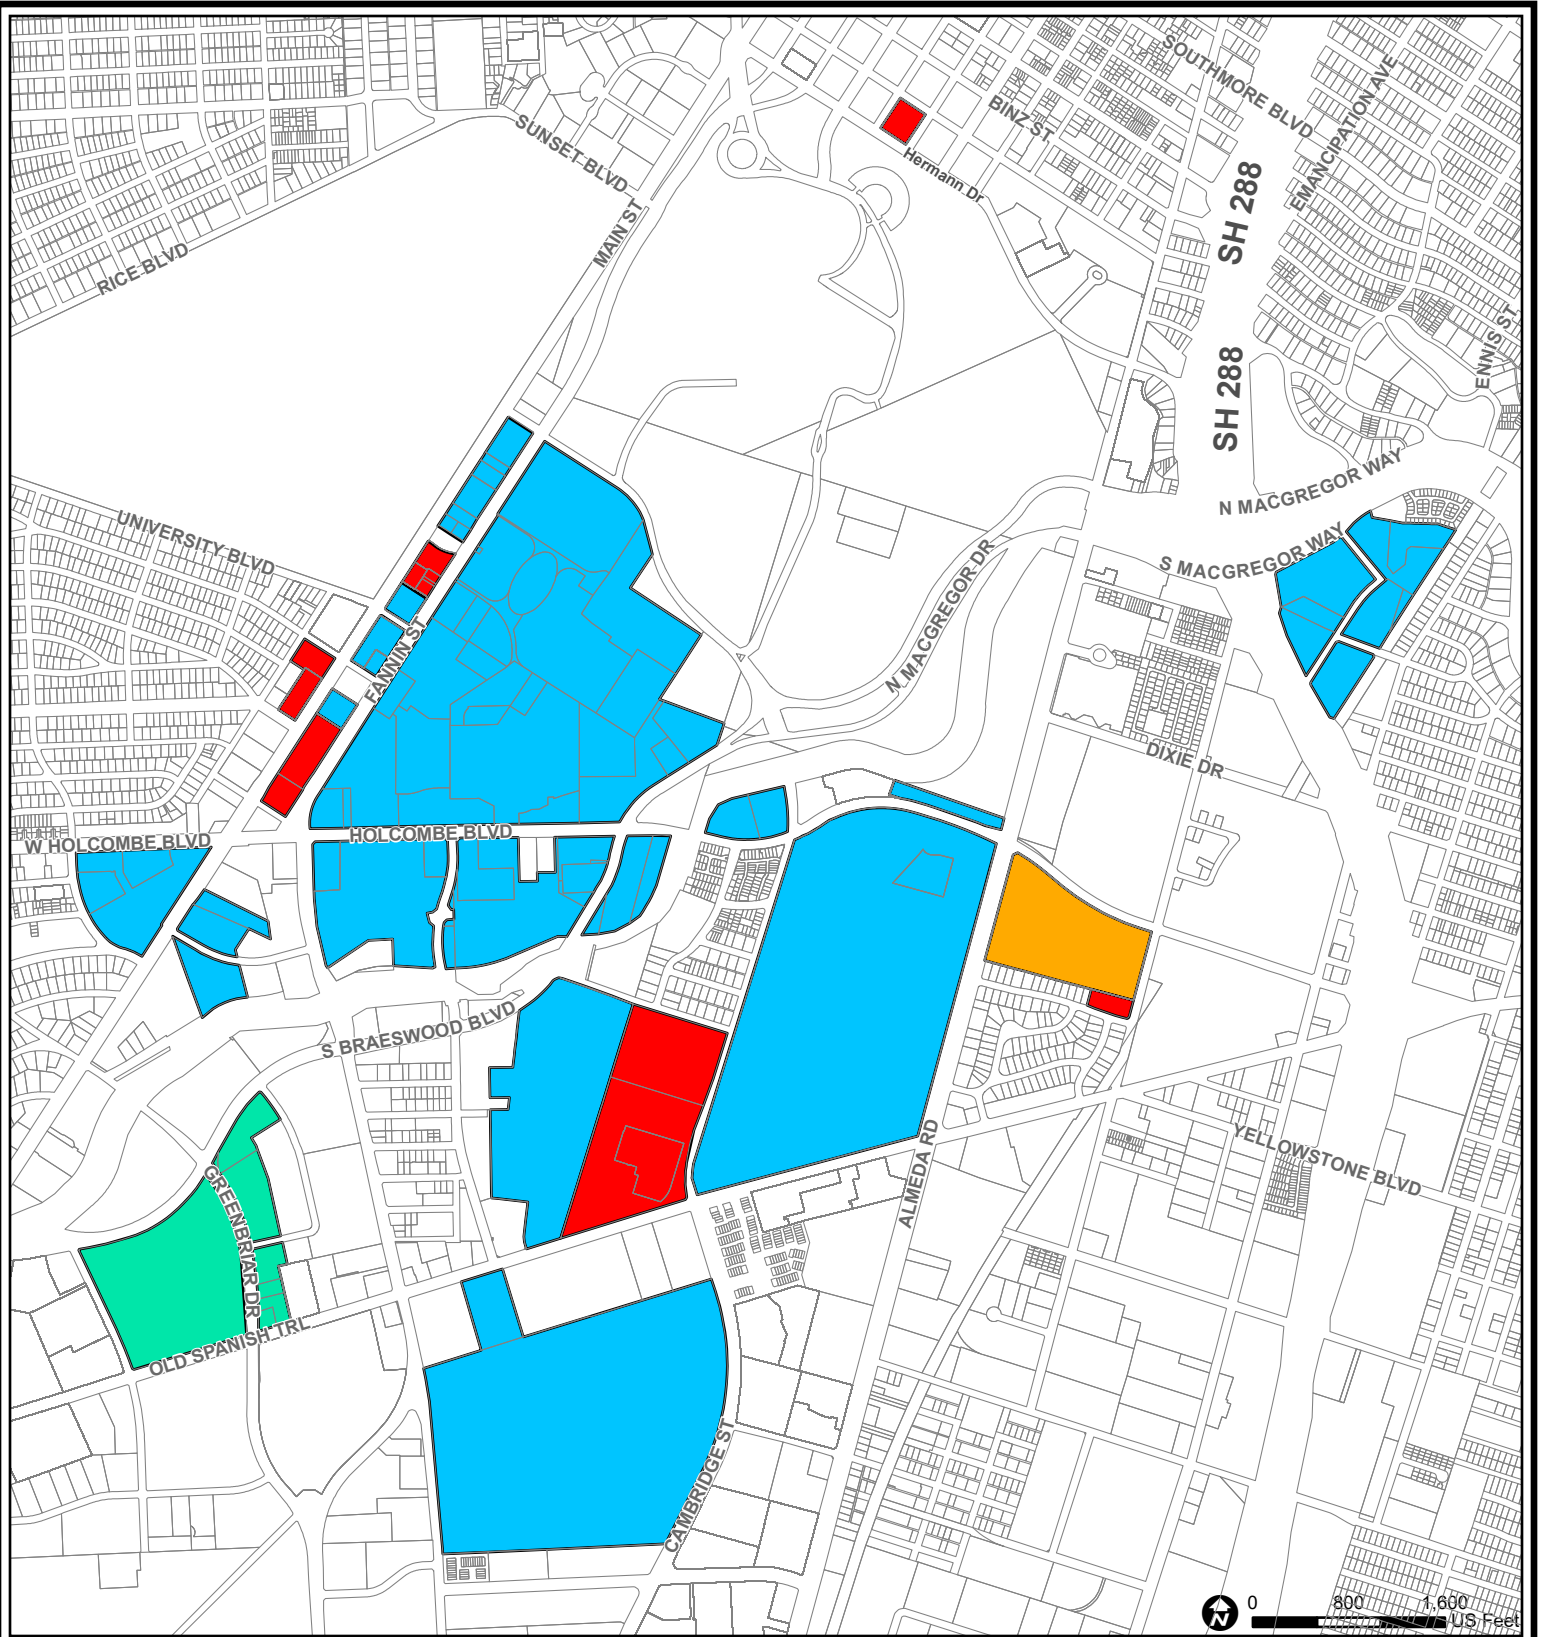 SOUTHMORE BLVD
EMANCIPATION AVE
BINZ ST
SUNSET BLVD
Hermann Dr
SH 288
MAIN ST
RICE BLVD
ENNIS ST
SH 288
N MACGREGOR WAY
UNIVERSITY BLVD
S MACGREGOR WAY
N MACGREGOR DR
FANNIN ST
DIXIE DR
HOLCOMBE BLVD
W HOLCOMBE BLVD
S BRAESWOOD BLVD
YELLOWSTONE BLVD
ALMEDA RD
GREENBRIAR DR
OLD SPANISH TRL
CAMBRIDGE ST
N
0 800 1,600
US Feet